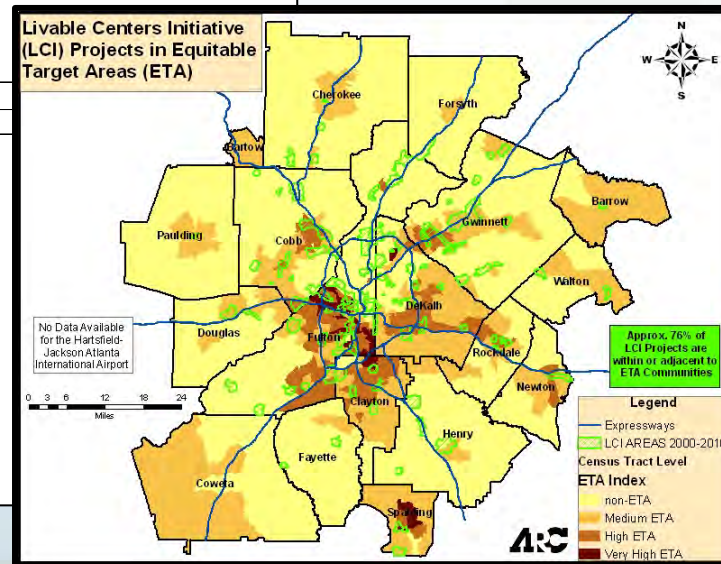 Livable Centers Initiative
(LCI) Projects in Equitable
Target Areas (ETA)
N
W E
S
Cherokee
Forsyth
Bartow
Barrow
Gwinnett
Paulding
Cobb
Walton
DeKalb
No Data Available
for the Hartsfield-
Jackson Atlanta
International Airport
Douglas
Fulton
Rockdale
Approx. 76% of
LCI Projects are
within or adjacent to
ETA Communities
Newton
0 3 6 12 18 24
Miles
Clayton
Henry
Fayette
Coweta
Spalding
Legend
Expressways
LCI AREAS 2000-2010
Census Tract Level
ETA Index
non-ETA
Medium ETA
High ETA
Very High ETA
ARC